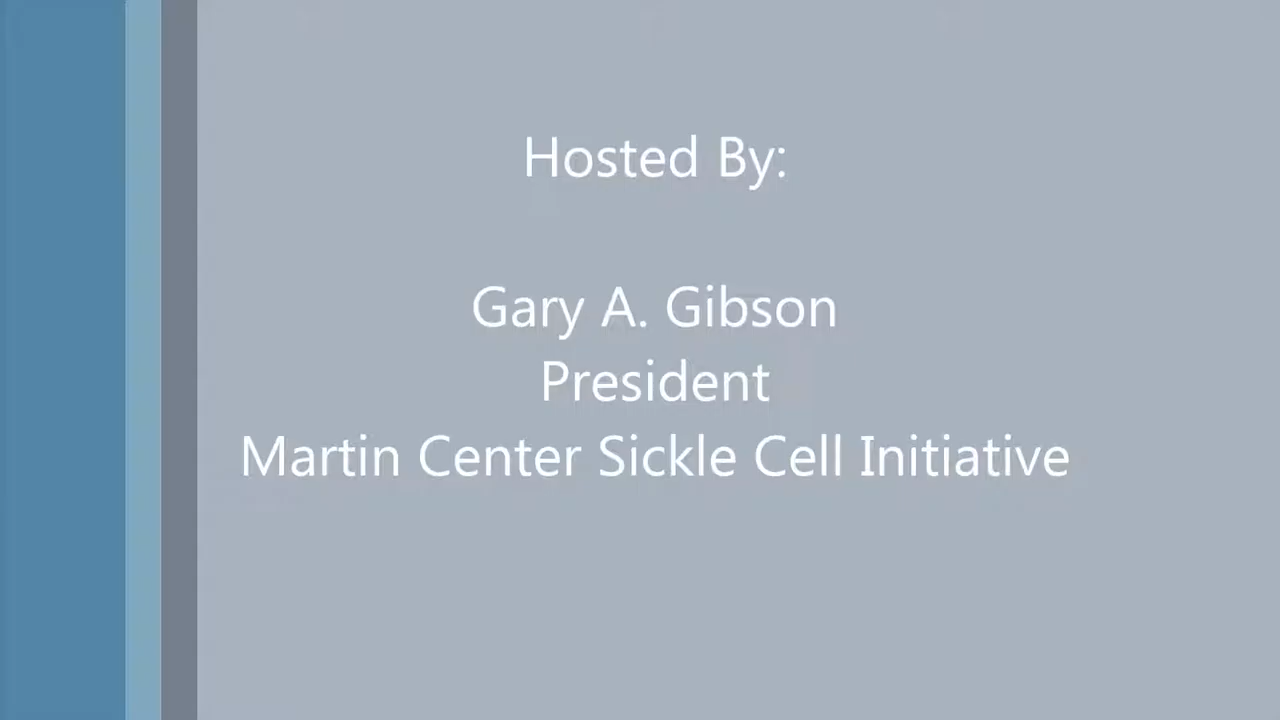 Hosted By:
Gary A. Gibson
President
Martin Center Sickle Cell Initiative